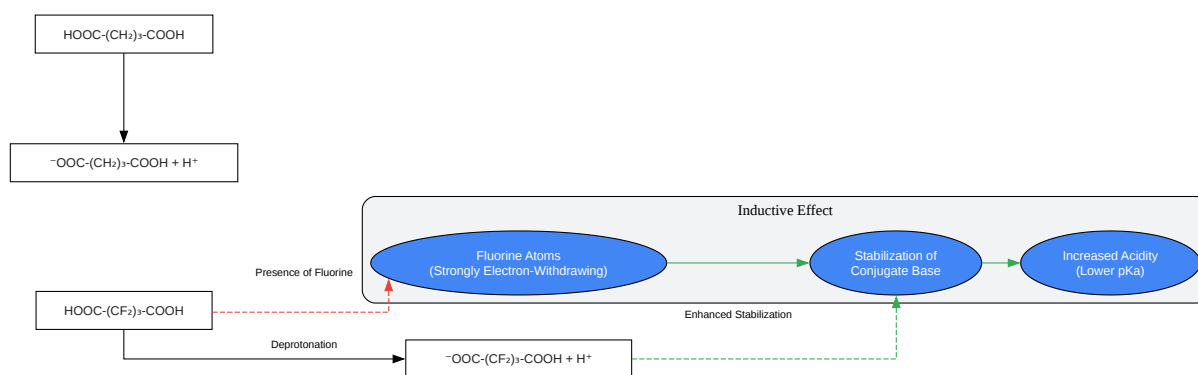 HOOC-(CH₂)₃-COOH
⁻OOC-(CH₂)₃-COOH + H⁺
Inductive Effect
Fluorine Atoms
(Strongly Electron-Withdrawing)
Stabilization of
Conjugate Base
Increased Acidity
(Lower pKa)
Presence of Fluorine
HOOC-(CF₂)₃-COOH
Enhanced Stabilization
Deprotonation
⁻OOC-(CF₂)₃-COOH + H⁺